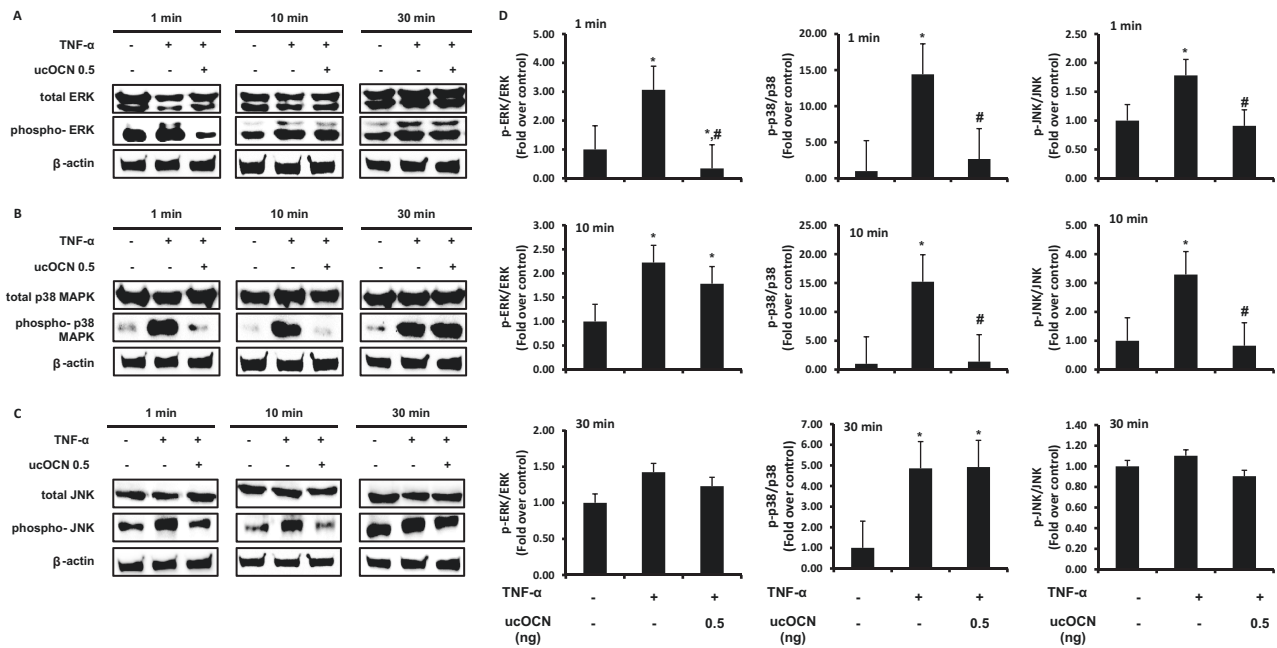 A
1 min 10 min 30 min
TNF-α - + + - + + - + +
ucOCN 0.5 - - + - - + - - +
total ERK
phospho- ERK
β-actin
B
1 min 10 min 30 min
TNF-α - + + - + + - + +
ucOCN 0.5 - - + - - + - - +
total p38 MAPK
phospho- p38
MAPK
β-actin
C
1 min 10 min 30 min
TNF-α - + + - + + - + +
ucOCN 0.5 - - + - - + - - +
total JNK
phospho- JNK
β-actin
D
1 min
p-ERK/ERK
(Fold over control)
5.00
4.00
3.00
2.00
1.00
0.00
*
*,#
1 min
p-p38/p38
(Fold over control)
20.00
15.00
10.00
5.00
0.00
*
#
1 min
p-JNK/JNK
(Fold over control)
2.50
2.00
1.50
1.00
0.50
0.00
*
#
10 min
p-ERK/ERK
(Fold over control)
3.00
2.50
2.00
1.50
1.00
0.50
0.00
*
*
10 min
p-p38/p38
(Fold over control)
25.00
20.00
15.00
10.00
5.00
0.00
*
#
10 min
p-JNK/JNK
(Fold over control)
5.00
4.00
3.00
2.00
1.00
0.00
*
#
30 min
p-ERK/ERK
(Fold over control)
2.00
1.50
1.00
0.50
0.00
30 min
p-p38/p38
(Fold over control)
7.00
6.00
5.00
4.00
3.00
2.00
1.00
0.00
*
*
30 min
p-JNK/JNK
(Fold over control)
1.40
1.20
1.00
0.80
0.60
0.40
0.20
0.00
TNF-α - + +
ucOCN - - 0.5
(ng)
TNF-α - + +
ucOCN - - 0.5
(ng)
TNF-α - + +
ucOCN - - 0.5
(ng)